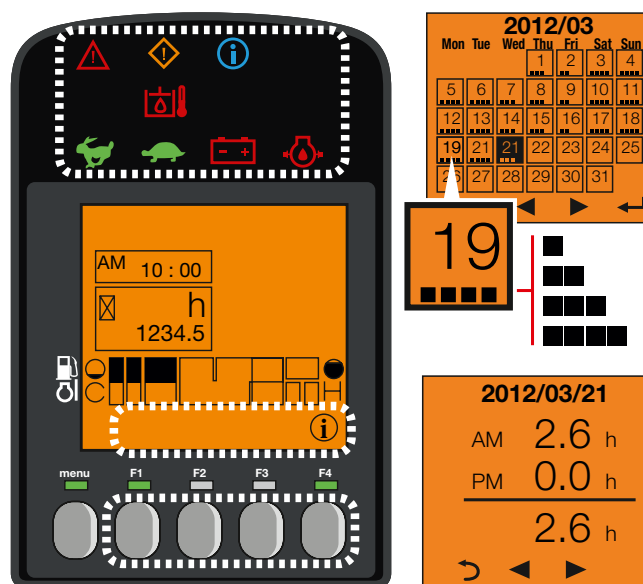 AM 10 : 00
h
1234.5
C H
menu F1 F2 F3 F4
2012/03
Mon Tue Wed Thu Fri Sat Sun
1 2 3 4
5 6 7 8 9 10 11
12 13 14 15 16 17 18
19 21 21 22 23 24 25
26 27 28 29 30 31
19
2012/03/21
AM 2.6 h
PM 0.0 h
2.6 h